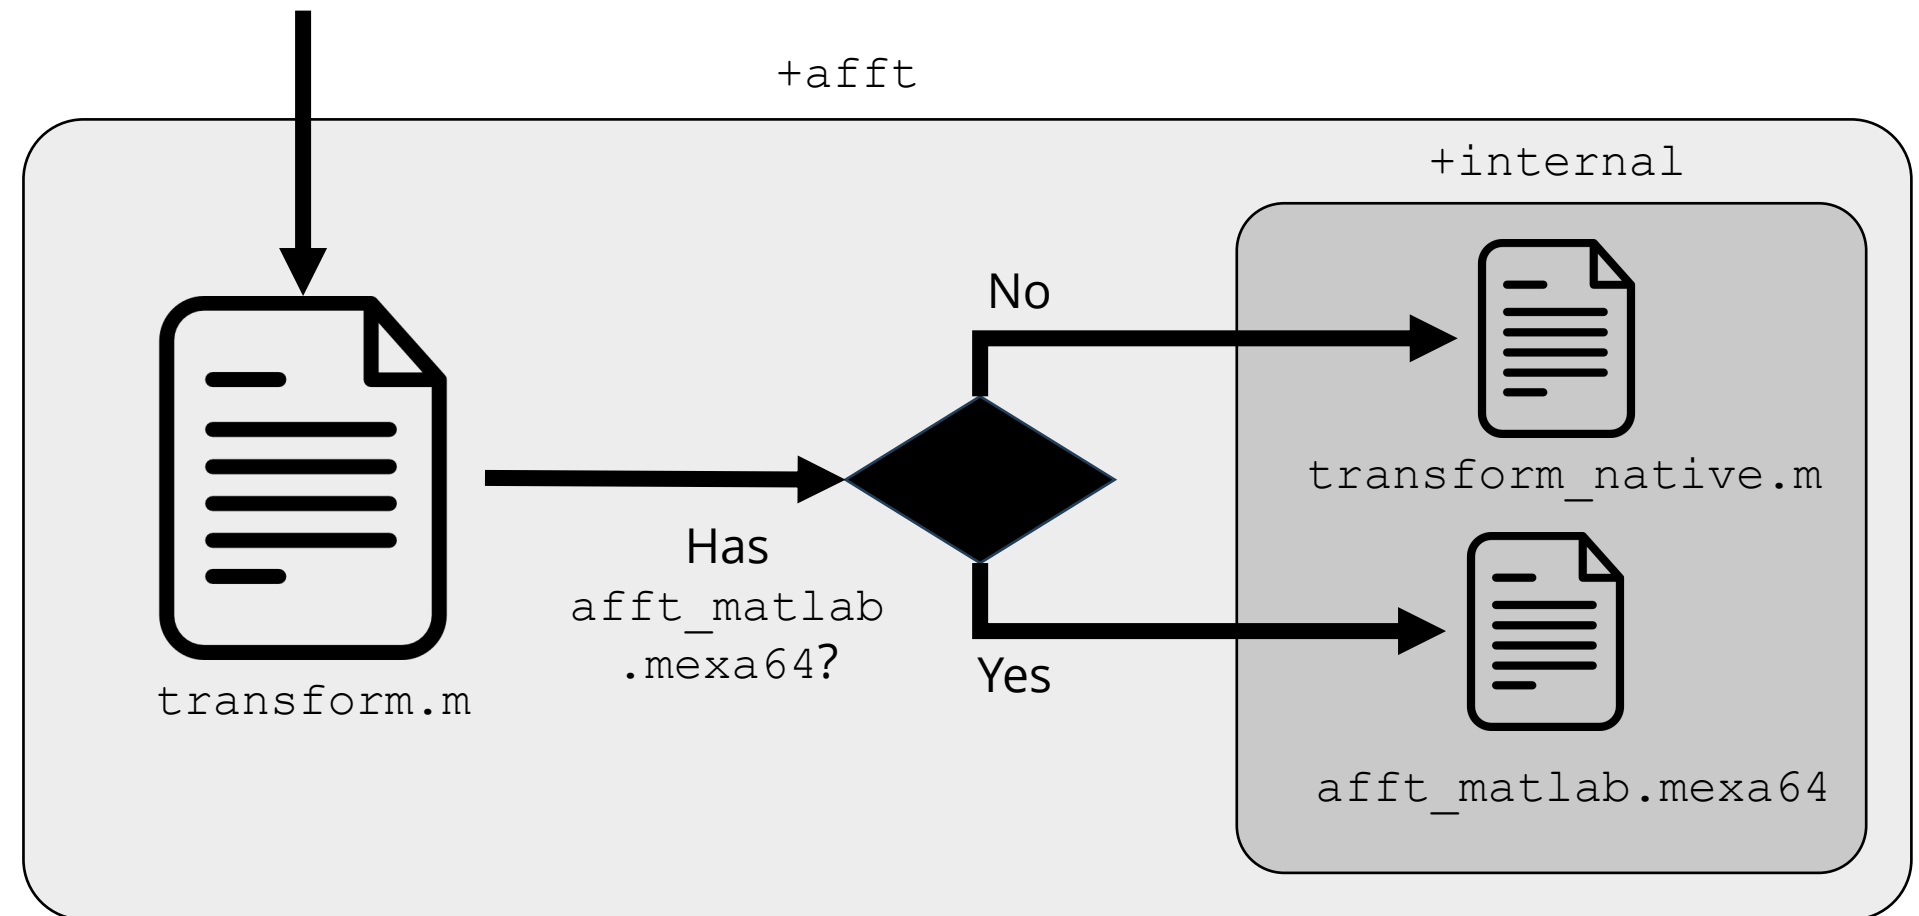 +afft
+internal
No
transform_native.m
Has
afft_matlab
.mexa64?
Yes
transform.m
afft_matlab.mexa64